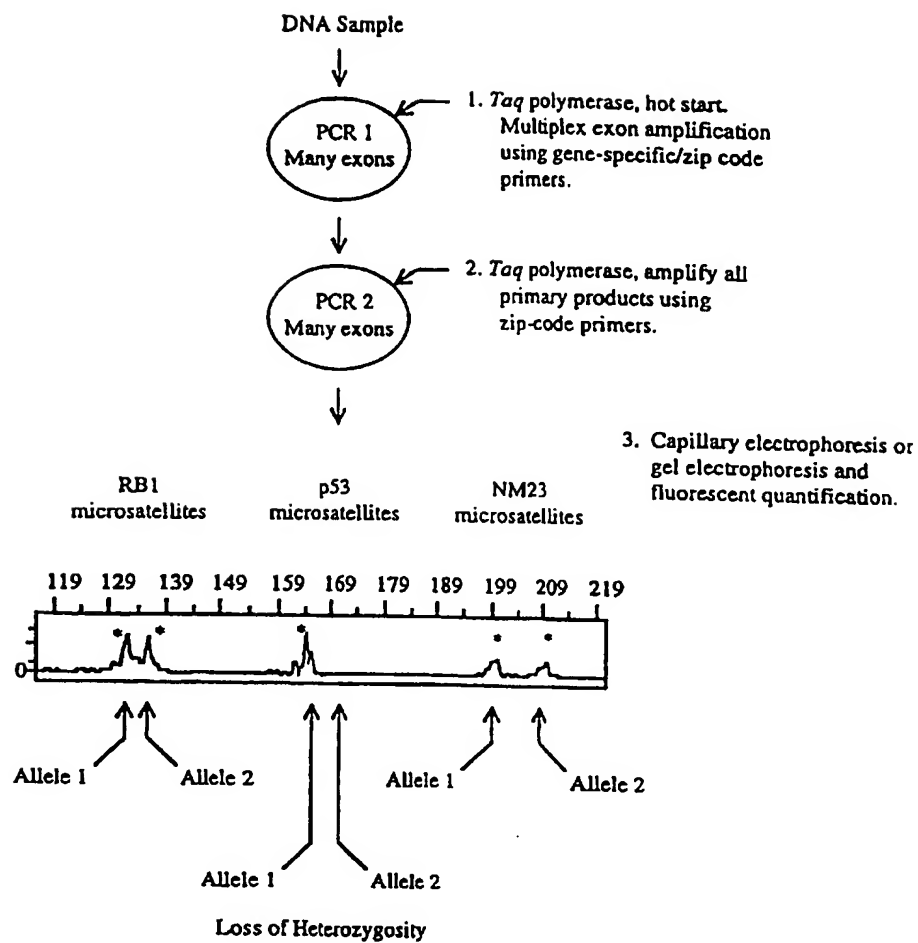 DNA Sample
PCR 1
Many exons
1. Taq polymerase, hot start.
Multiplex exon amplification
using gene-specific/zip code
primers.
PCR 2
Many exons
2. Taq polymerase, amplify all
primary products using
zip-code primers.
3. Capillary electrophoresis or
gel electrophoresis and
fluorescent quantification.
RB1
microsatellites
p53
microsatellites
NM23
microsatellites
119 129 139 149 159 169 179 189 199 209 219
* * * * *
0
Allele 1 Allele 2 Allele 1 Allele 2
Allele 1 Allele 2
Loss of Heterozygosity